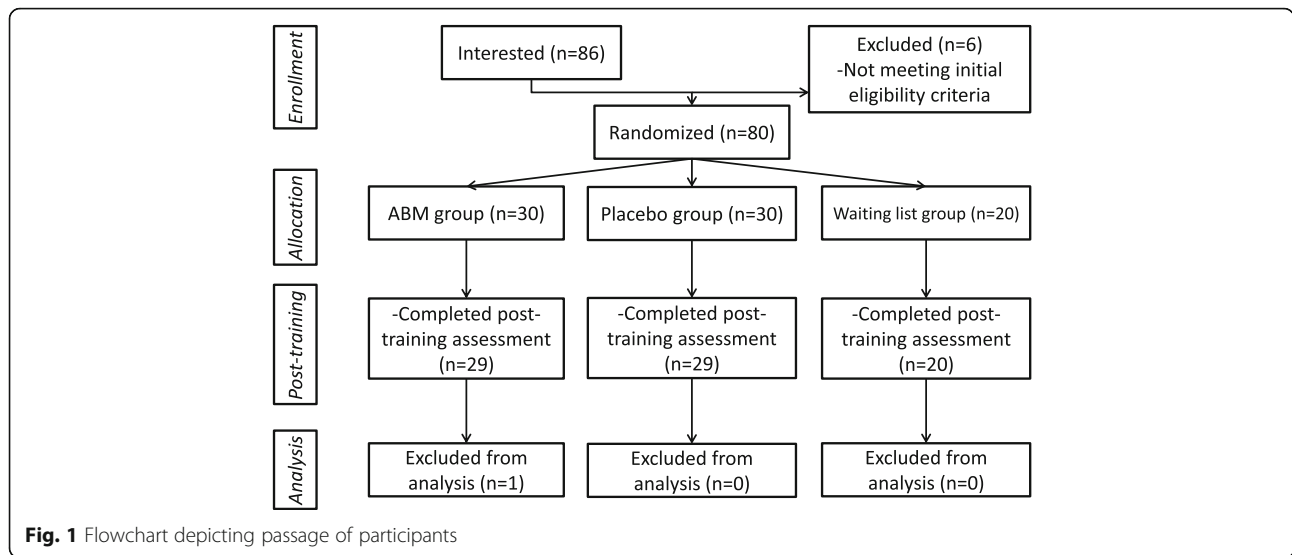 Enrollment
Interested (n=86)
Excluded (n=6)
-Not meeting initial
eligibility criteria
Randomized (n=80)
Allocation
ABM group (n=30)
Placebo group (n=30)
Waiting list group (n=20)
Post-training
-Completed post-
training assessment
(n=29)
-Completed post-
training assessment
(n=29)
-Completed post-
training assessment
(n=20)
Analysis
Excluded from
analysis (n=1)
Excluded from
analysis (n=0)
Excluded from
analysis (n=0)
Fig. 1 Flowchart depicting passage of participants